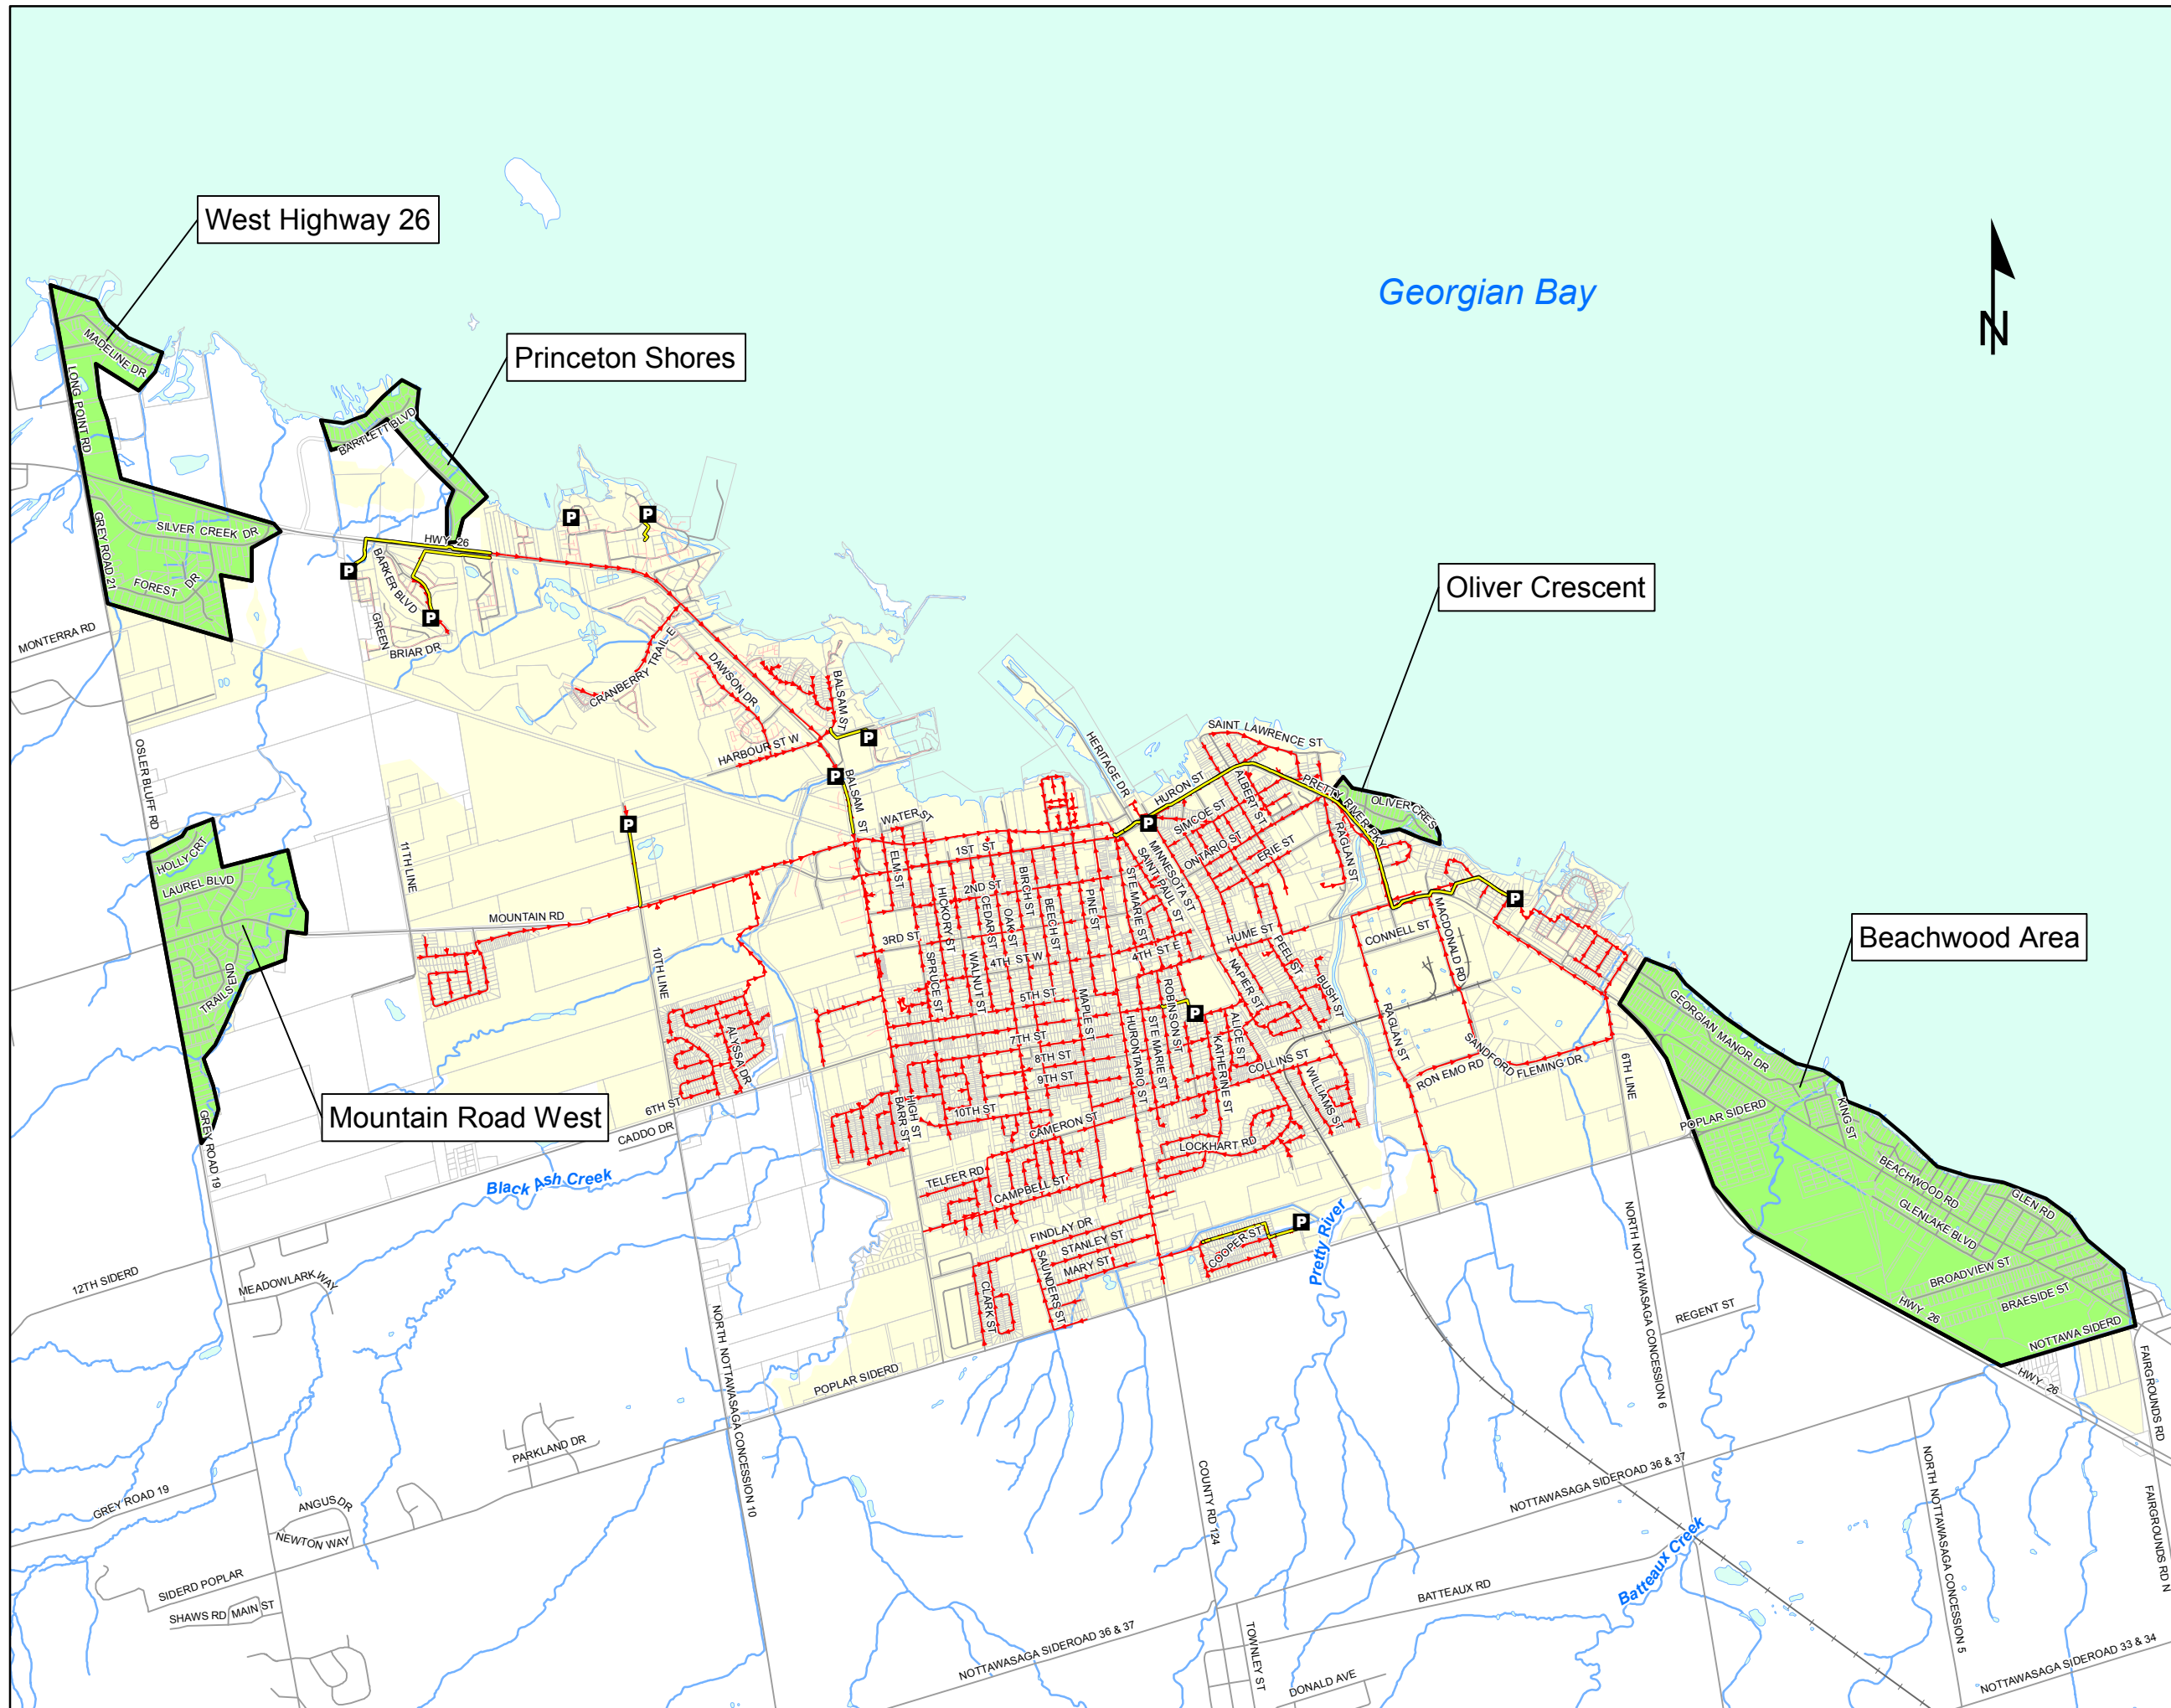 West Highway 26
Princeton Shores
Georgian Bay
N
Oliver Crescent
Beachwood Area
Mountain Road West
MADELINE DR
LONG POINT RD
BARTLETT BLVD
SILVER CREEK DR
GREY ROAD 21
FOREST DR
HWY 26
P
P
P
P
BARKER BLVD
GREEN
BRIAR DR
MONTERRA RD
CRANBERRY TRAIL E
DAWSON DR
BALSAM ST
HARBOUR ST W
P
P
BALSAM ST
OSLER BLUFF RD
HERITAGE DR
SAINT LAWRENCE ST
HURON ST
ALBERT ST
PRETTY RIVER PKY
OLIVER CRES
P
P
SIMCOE ST
ONTARIO ST
ERIE ST
RAGLAN ST
MINNESOTA ST
SAINT PAUL ST
STE MARIE ST
WATER ST
1ST ST
ELM ST
2ND ST
BIRCH ST
HOLLY CRT
LAUREL BLVD
11TH LINE
MOUNTAIN RD
10TH LINE
3RD ST
HICKORY ST
CEDAR ST
OAK ST
BEECH ST
PINE ST
4TH ST W
4TH ST E
HUME ST
PEEL ST
CONNELL ST
MACDONALD RD
P
TRAILS END
SPRUCE ST
WALNUT ST
5TH ST
MAPLE ST
ROBINSON ST
NAPIER ST
BUSH ST
P
RAGLAN ST
SANDFORD FLEMING DR
RON EMO RD
6TH LINE
GEORGIAN MANOR DR
POPLAR SIDERD
KING ST
BEACHWOOD RD
GLEN RD
GLENLAKE BLVD
BROADVIEW ST
BRAESIDE ST
NOTTAWA SIDERD
HWY 26
HWY 26
ALYSSA DR
6TH ST
CADDO DR
7TH ST
8TH ST
9TH ST
10TH ST
HURONTARIO ST
STE MARIE ST
KATHERINE ST
ALICE ST
COLLINS ST
WILLIAMS ST
HIGH ST
BARR ST
CAMERON ST
LOCKHART RD
TELFER RD
CAMPBELL ST
FINDLAY DR
STANLEY ST
MARY ST
SAUNDERS ST
CLARK ST
COOPER ST
P
Pretty River
Black Ash Creek
GREY ROAD 19
12TH SIDERD
MEADOWLARK WAY
NORTH NOTTAWASAGA CONCESSION 10
POPLAR SIDERD
PARKLAND DR
GREY ROAD 19
ANGUS DR
NEWTON WAY
SIDERD POPLAR
SHAWS RD
MAIN ST
NORTH NOTTAWASAGA CONCESSION 6
REGENT ST
FAIRGROUNDS RD
FAIRGROUNDS RD N
NOTTAWASAGA SIDEROAD 36 & 37
NORTH NOTTAWASAGA CONCESSION 5
COUNTY RD 124
BATTEAUX RD
Batteaux Creek
NOTTAWASAGA SIDEROAD 36 & 37
TOWNLEY ST
DONALD AVE
NOTTAWASAGA SIDEROAD 33 & 34